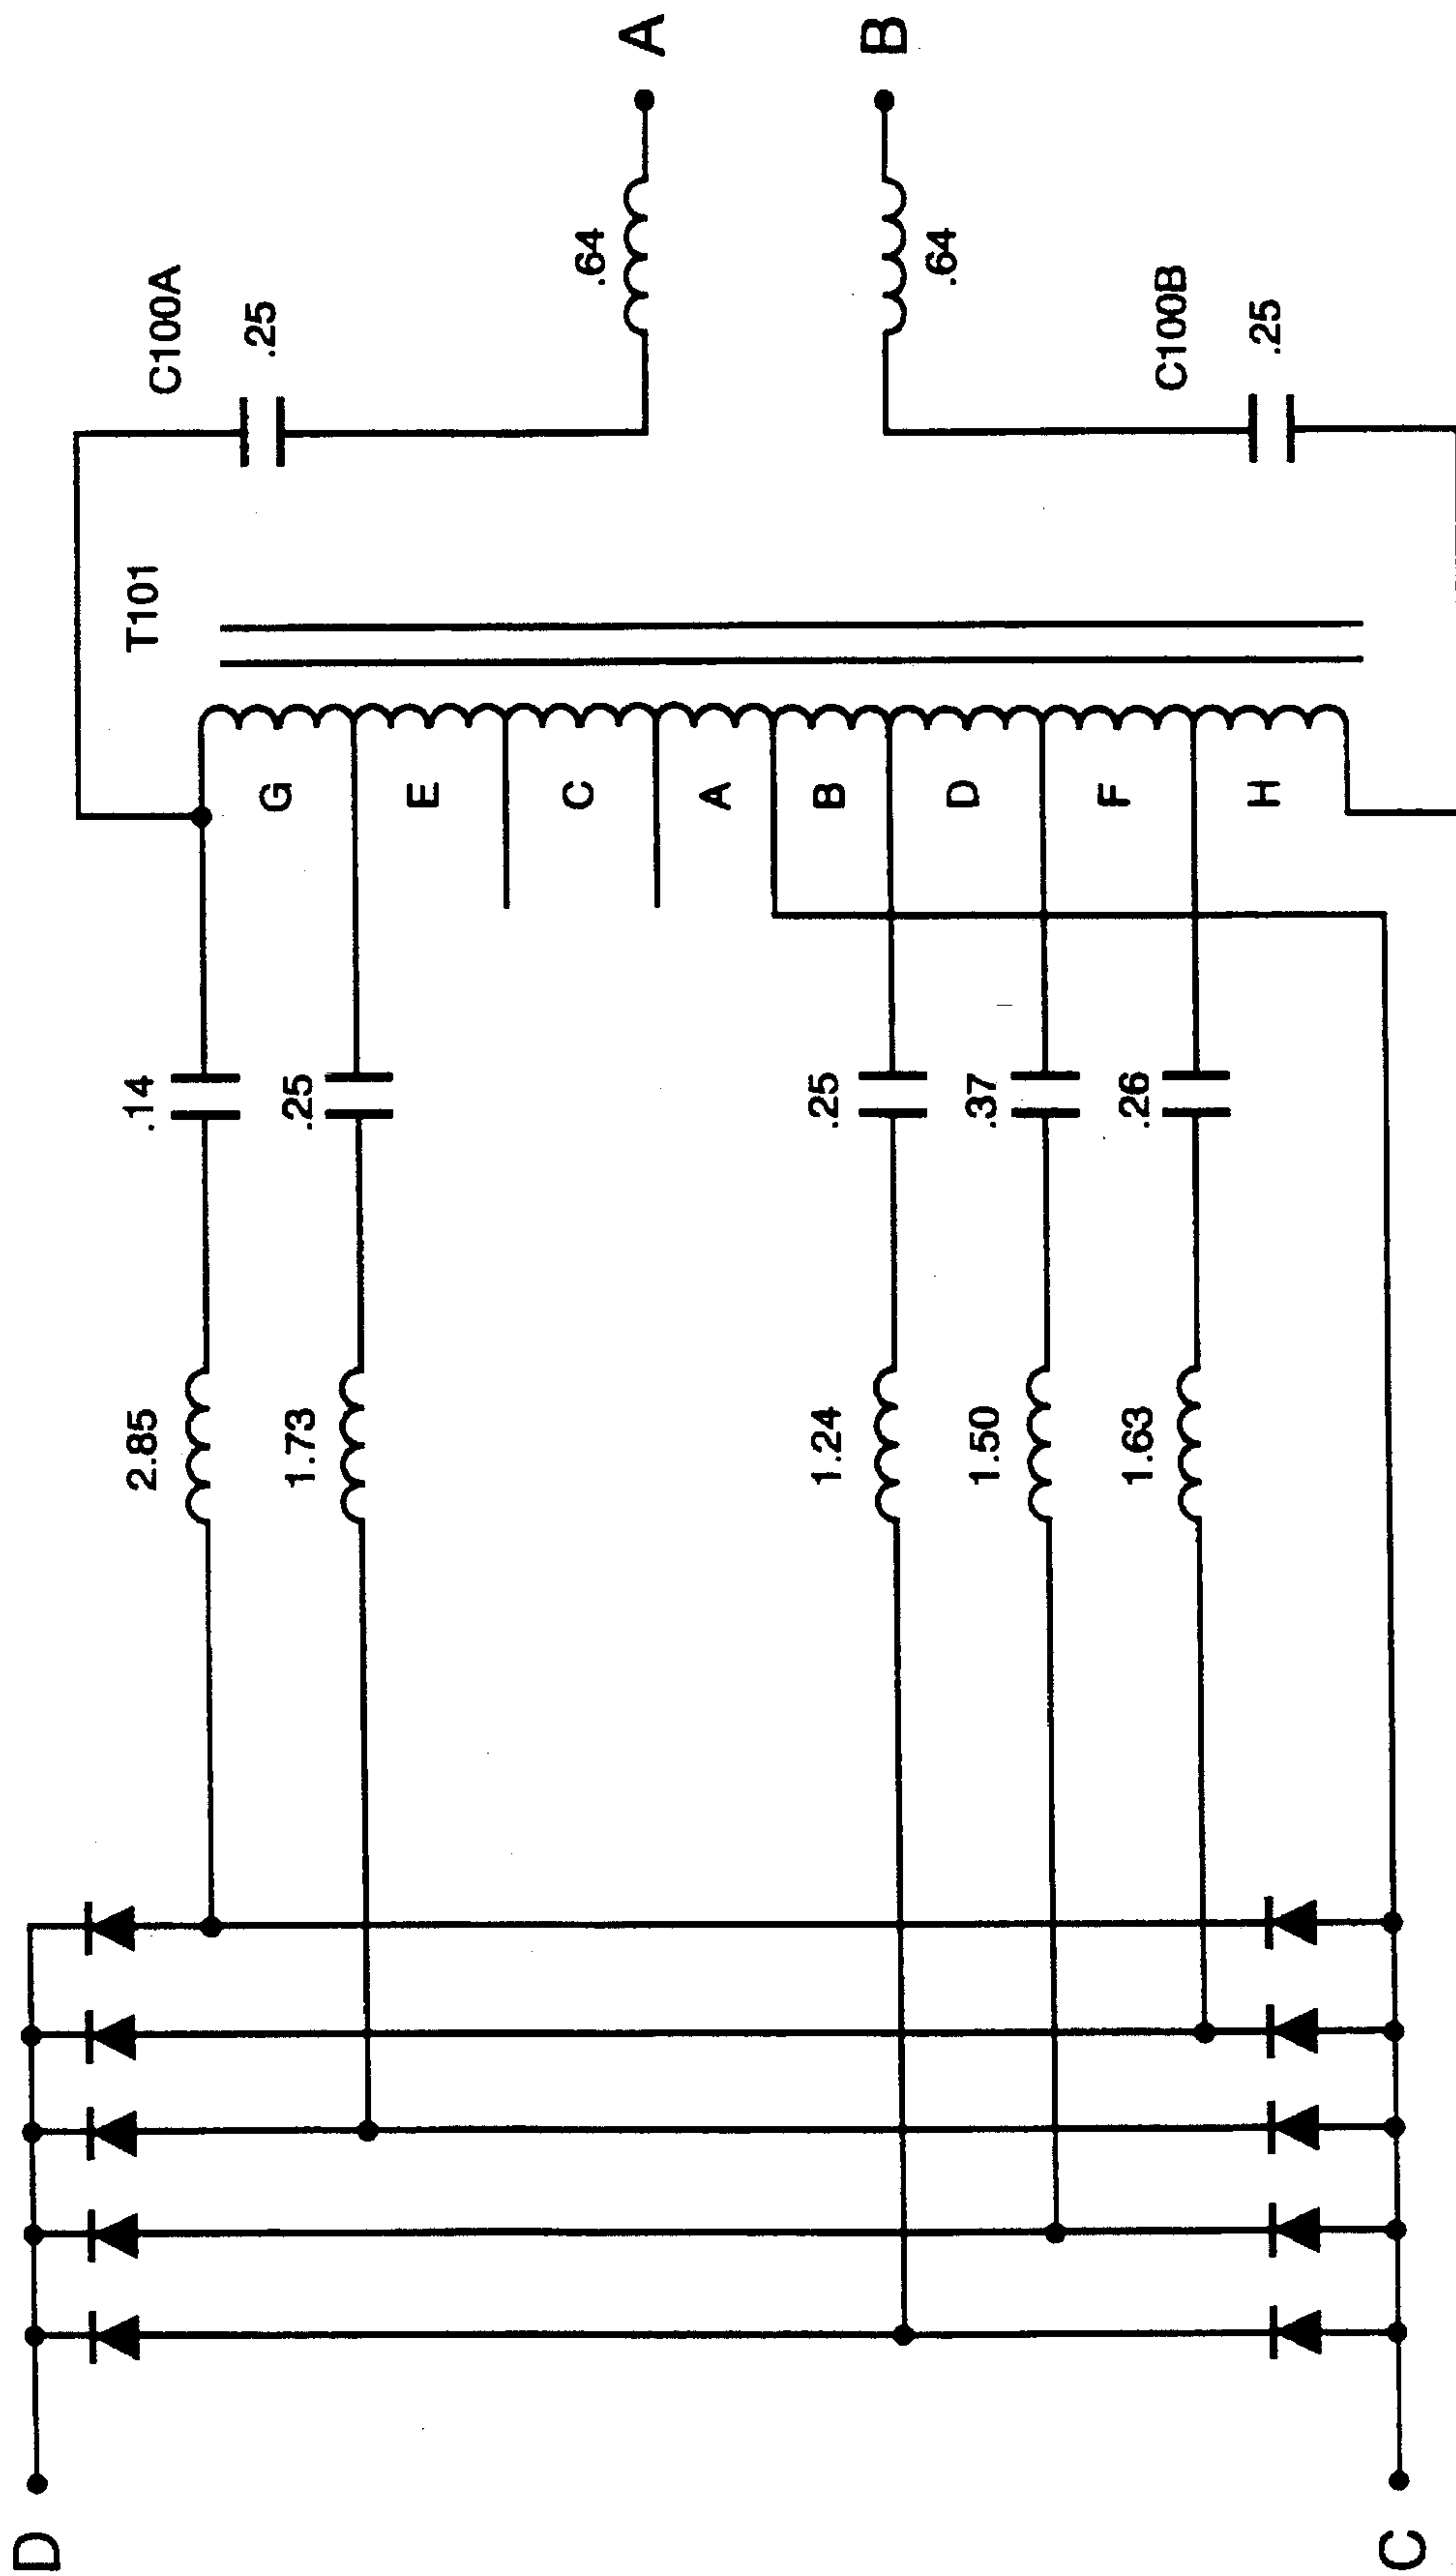 A
B
C100A
.25
.64
.64
C100B
.25
T101
G
E
C
A
B
D
F
H
.14
.25
.25
.37
.26
2.85
1.73
1.24
1.50
1.63
D
C